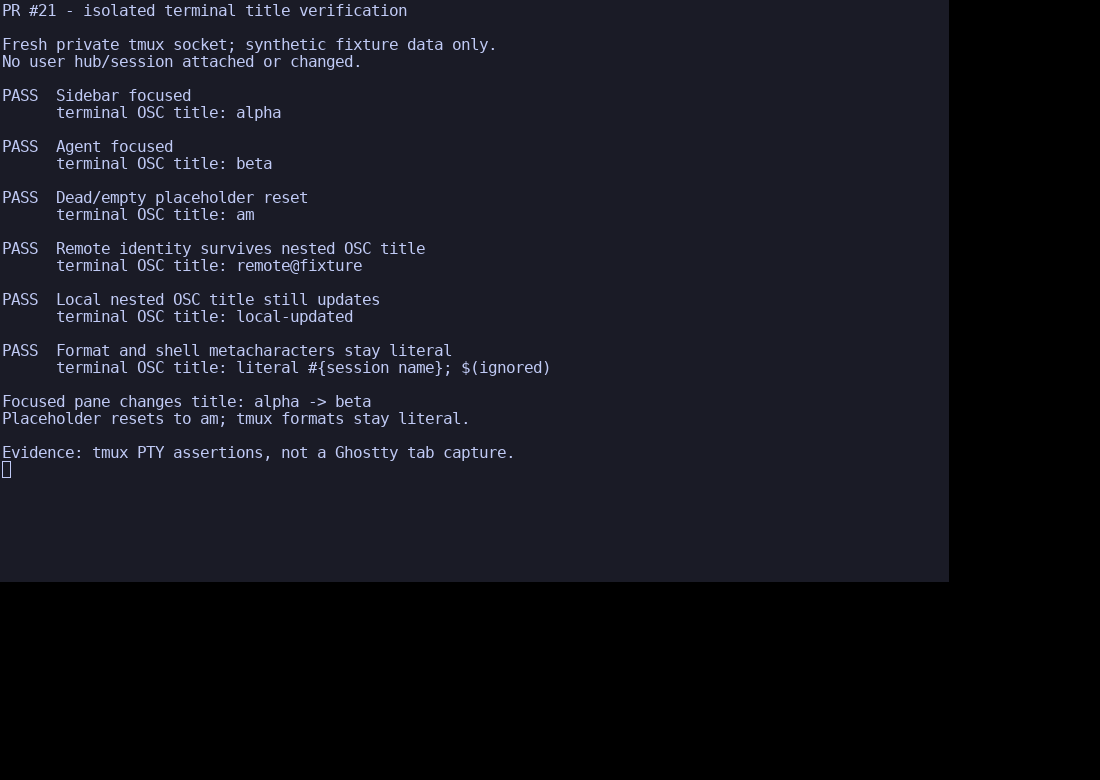 PR #21 - isolated terminal title verification
Fresh private tmux socket; synthetic fixture data only.
No user hub/session attached or changed.
PASS  Sidebar focused
terminal OSC title: alpha
PASS  Agent focused
terminal OSC title: beta
PASS  Dead/empty placeholder reset
terminal OSC title: am
PASS  Remote identity survives nested OSC title
terminal OSC title: remote@fixture
PASS  Local nested OSC title still updates
terminal OSC title: local-updated
PASS  Format and shell metacharacters stay literal
terminal OSC title: literal #{session name}; $(ignored)
Focused pane changes title: alpha -> beta
Placeholder resets to am; tmux formats stay literal.
Evidence: tmux PTY assertions, not a Ghostty tab capture.